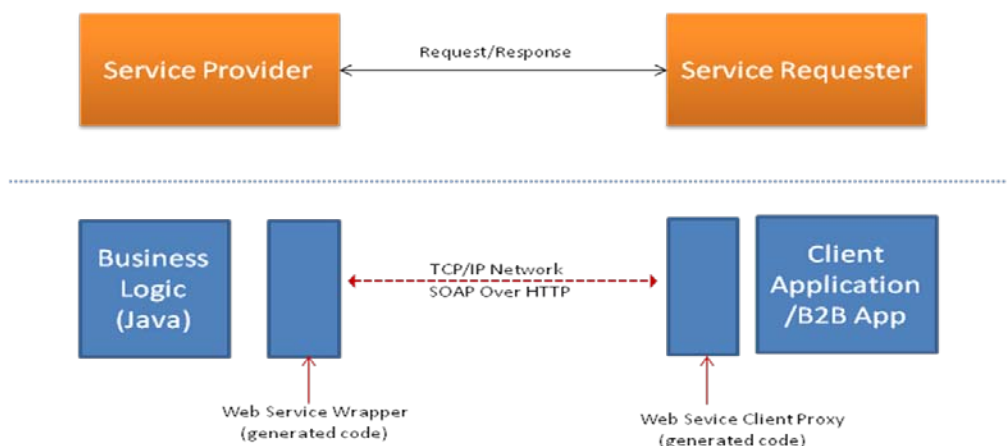 Service Provider
Request/Response
Service Requester
Business
Logic
(Java)
TCP/IP Network
SOAP Over HTTP
Client
Application
/B2B App
Web Service Wrapper
(generated code)
Web Sevice Client Proxy
(generated code)